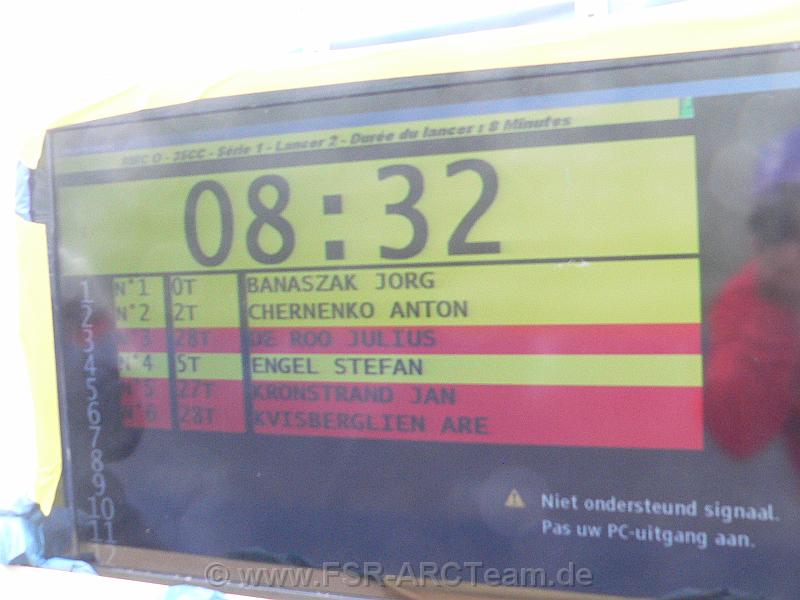 O - 35CC - Série 1 - Lancer 2 - Durée du lancer : 8 Minutes
08:32
1 N°1 0T BANASZAK JORG
2 N°2 2T CHERNENKO ANTON
3 N°3 28T DE ROO JULIUS
4 N°4 5T ENGEL STEFAN
5 N°5 27T KRONSTRAND JAN
6 N°6 28T KVISBERGLIEN ARE
7
8
9
10
11
12
Niet ondersteund signaal.
Pas uw PC-uitgang aan.
© www.FSR-ARCTeam.de